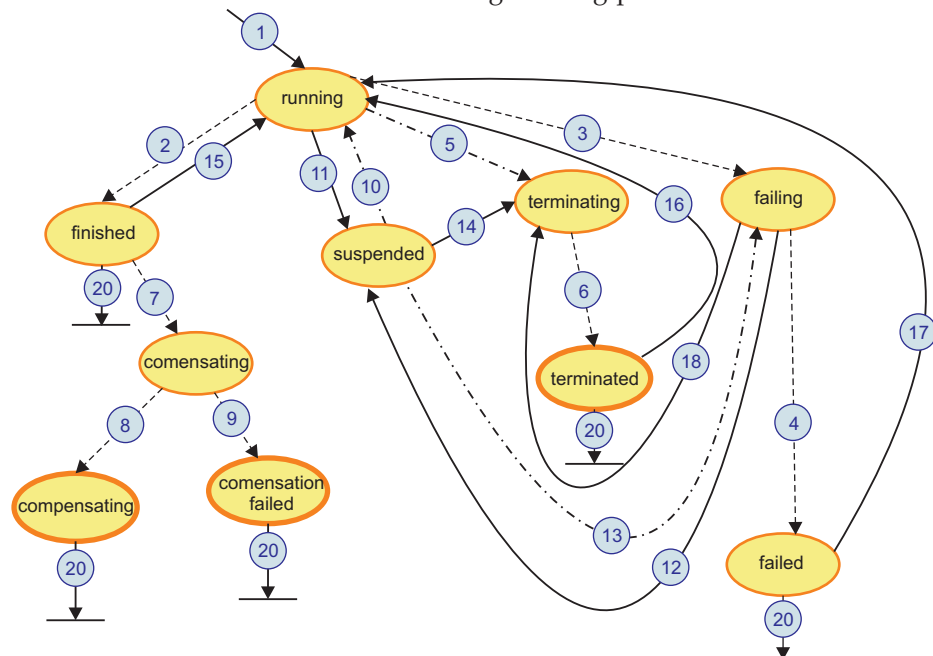 1
running
2
3
15
5
11
10
terminating
failing
16
finished
14
suspended
20
7
6
17
comensating
18
terminated
8
9
4
20
comensation
failed
compensating
13
20
20
12
failed
20